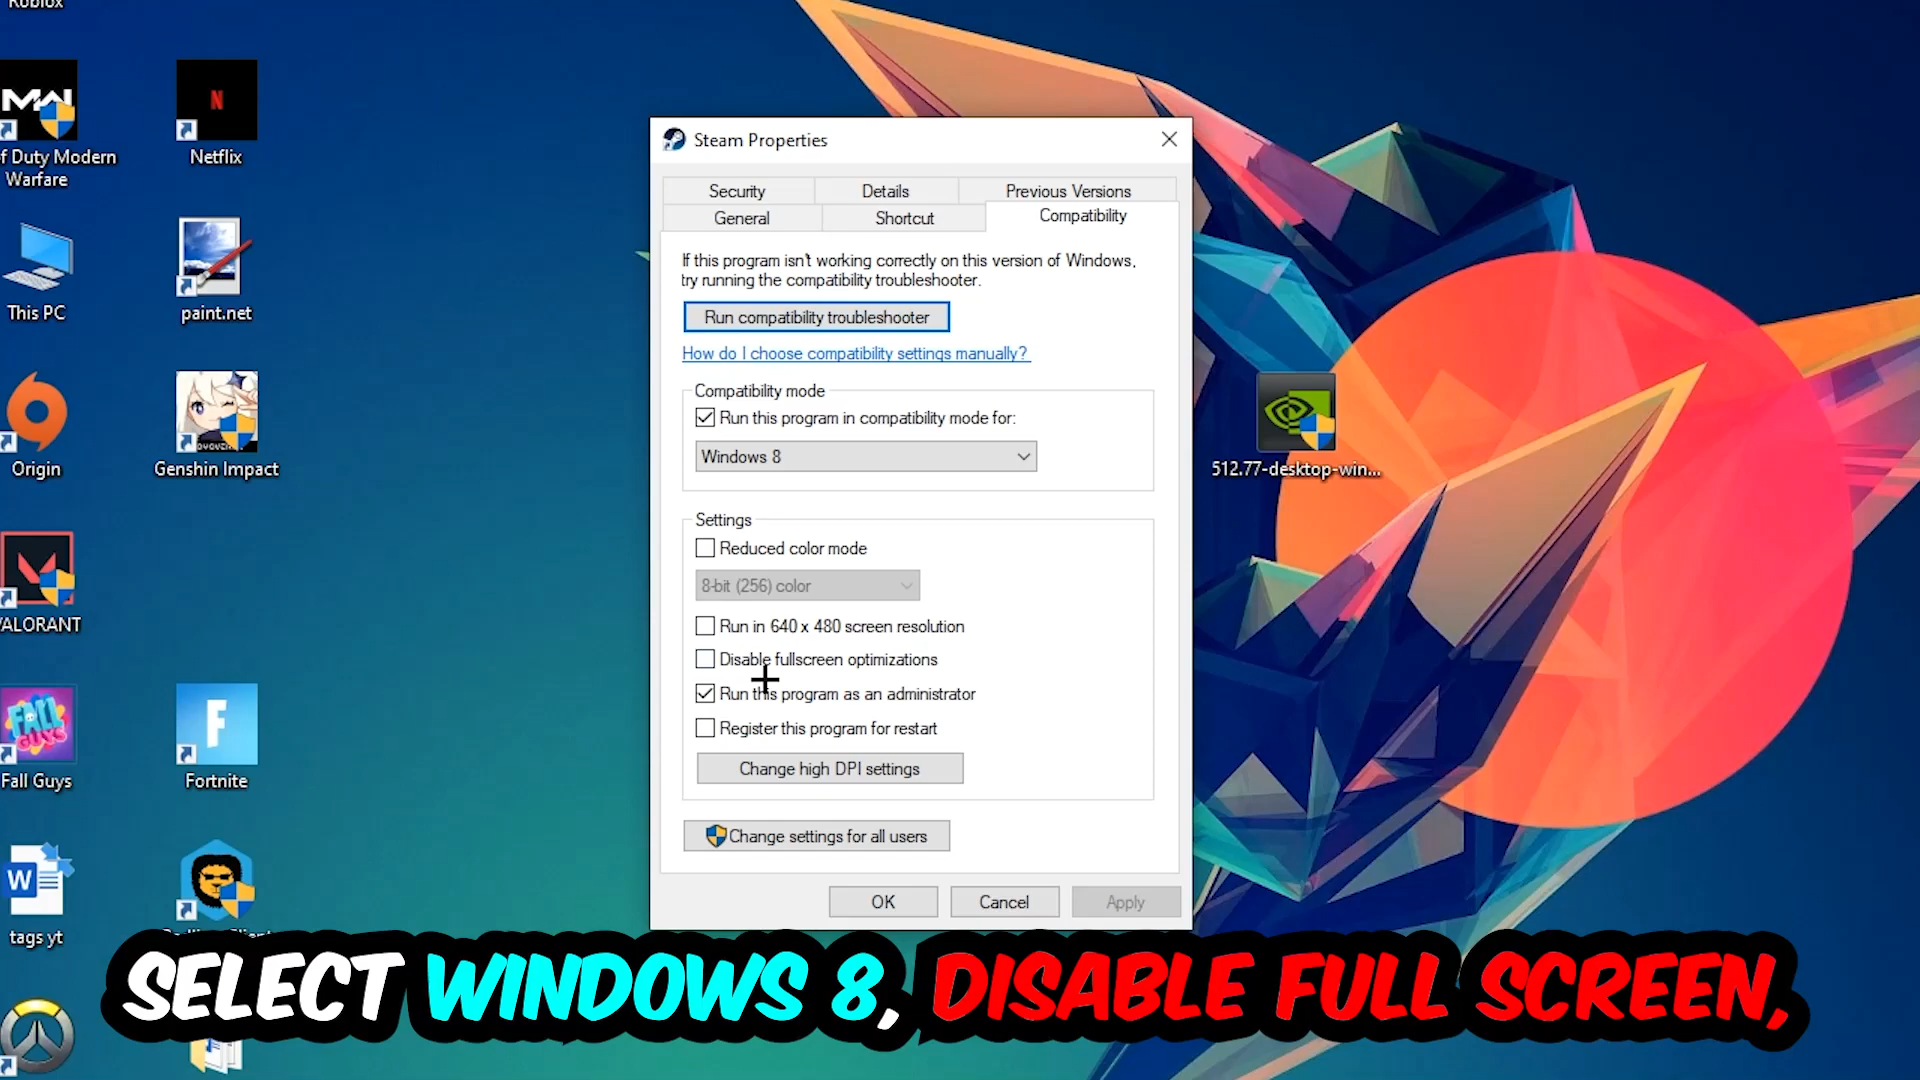 Roblox
MW
f Duty Modern
Warfare
N
Netflix
This PC
paint.net
Origin
Genshin Impact
VALORANT
FALL
GUYS
Fall Guys
F
Fortnite
W
tags yt
Steam Properties
Security
Details
Previous Versions
General
Shortcut
Compatibility
If this program isn't working correctly on this version of Windows,
try running the compatibility troubleshooter.
Run compatibility troubleshooter
How do I choose compatibility settings manually?
Compatibility mode
Run this program in compatibility mode for:
Windows 8
Settings
Reduced color mode
8-bit (256) color
Run in 640 x 480 screen resolution
Disable fullscreen optimizations
Run this program as an administrator
Register this program for restart
Change high DPI settings
Change settings for all users
OK
Cancel
Apply
512.77-desktop-win...
SELECT WINDOWS 8, DISABLE FULL SCREEN,